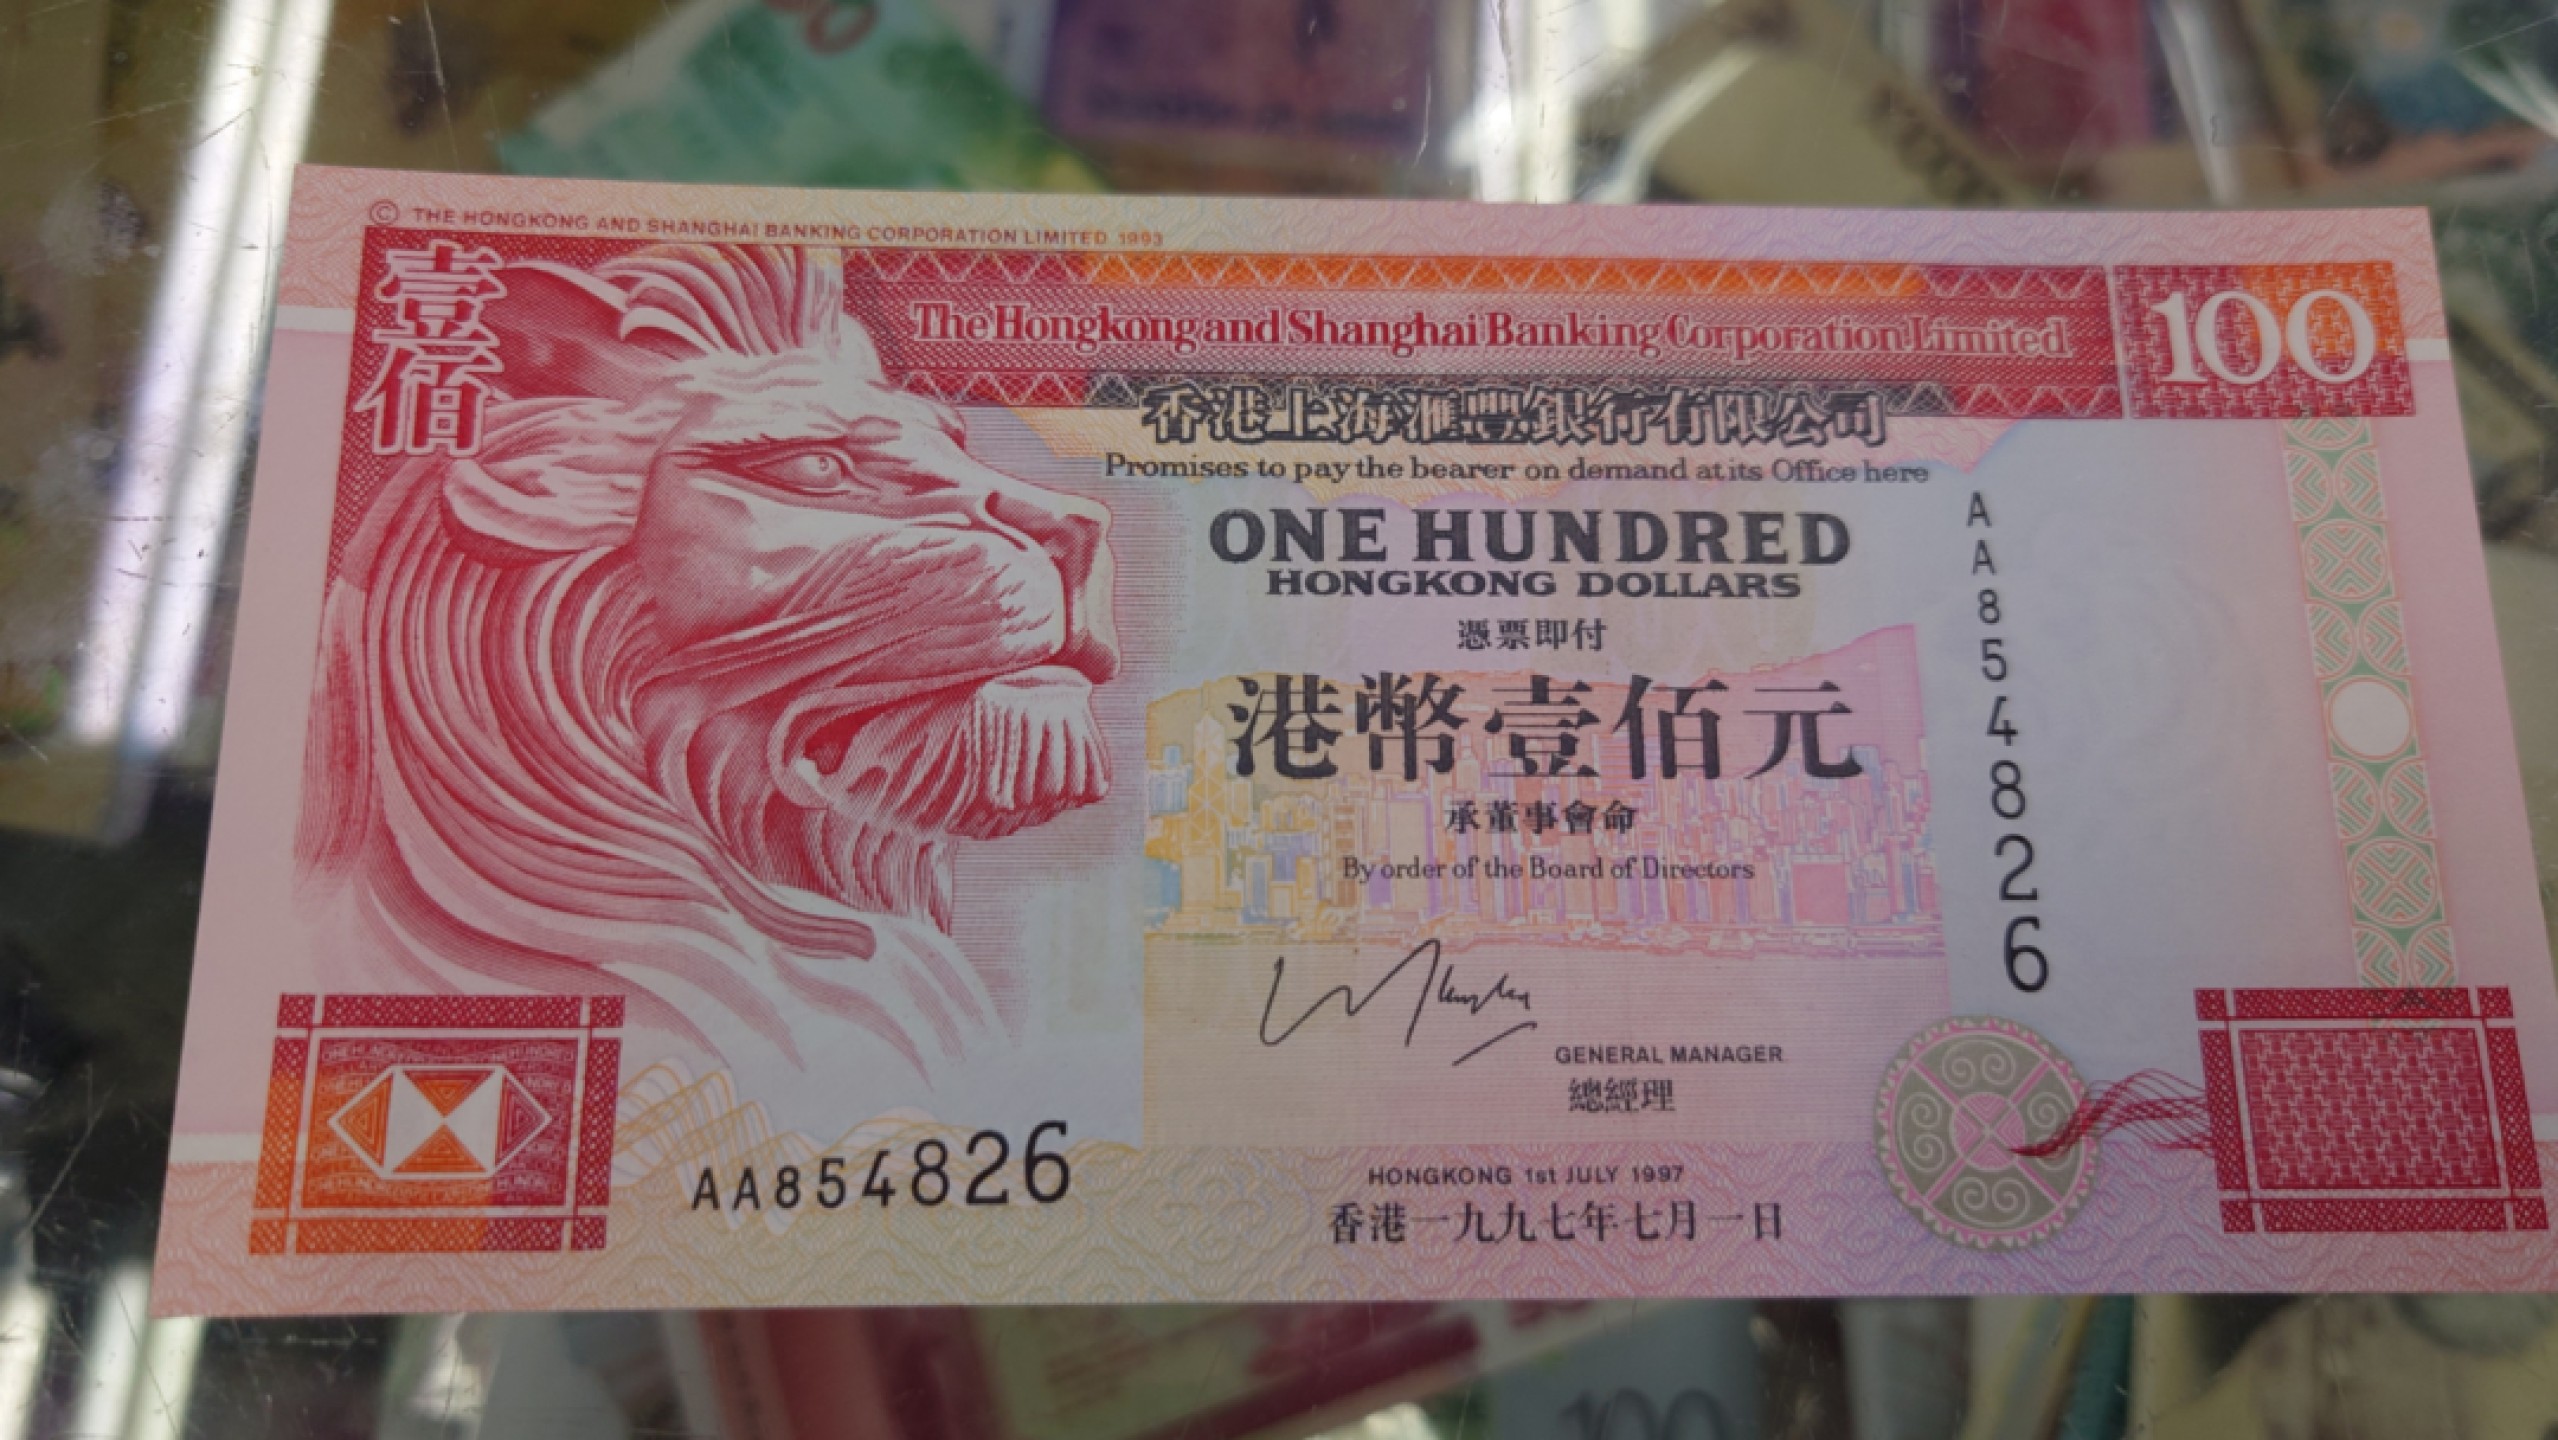 © THE HONGKONG AND SHANGHAI BANKING CORPORATION LIMITED 1993
壹佰
The Hongkong and Shanghai Banking Corporation Limited
100
香港上海滙豐銀行有限公司
Promises to pay the bearer on demand at its Office here
ONE HUNDRED
HONGKONG DOLLARS
憑票即付
港幣壹佰元
承董事會命
By order of the Board of Directors
AA854826
GENERAL MANAGER
總經理
AA854826
HONGKONG 1st JULY 1997
香港一九九七年七月一日
100